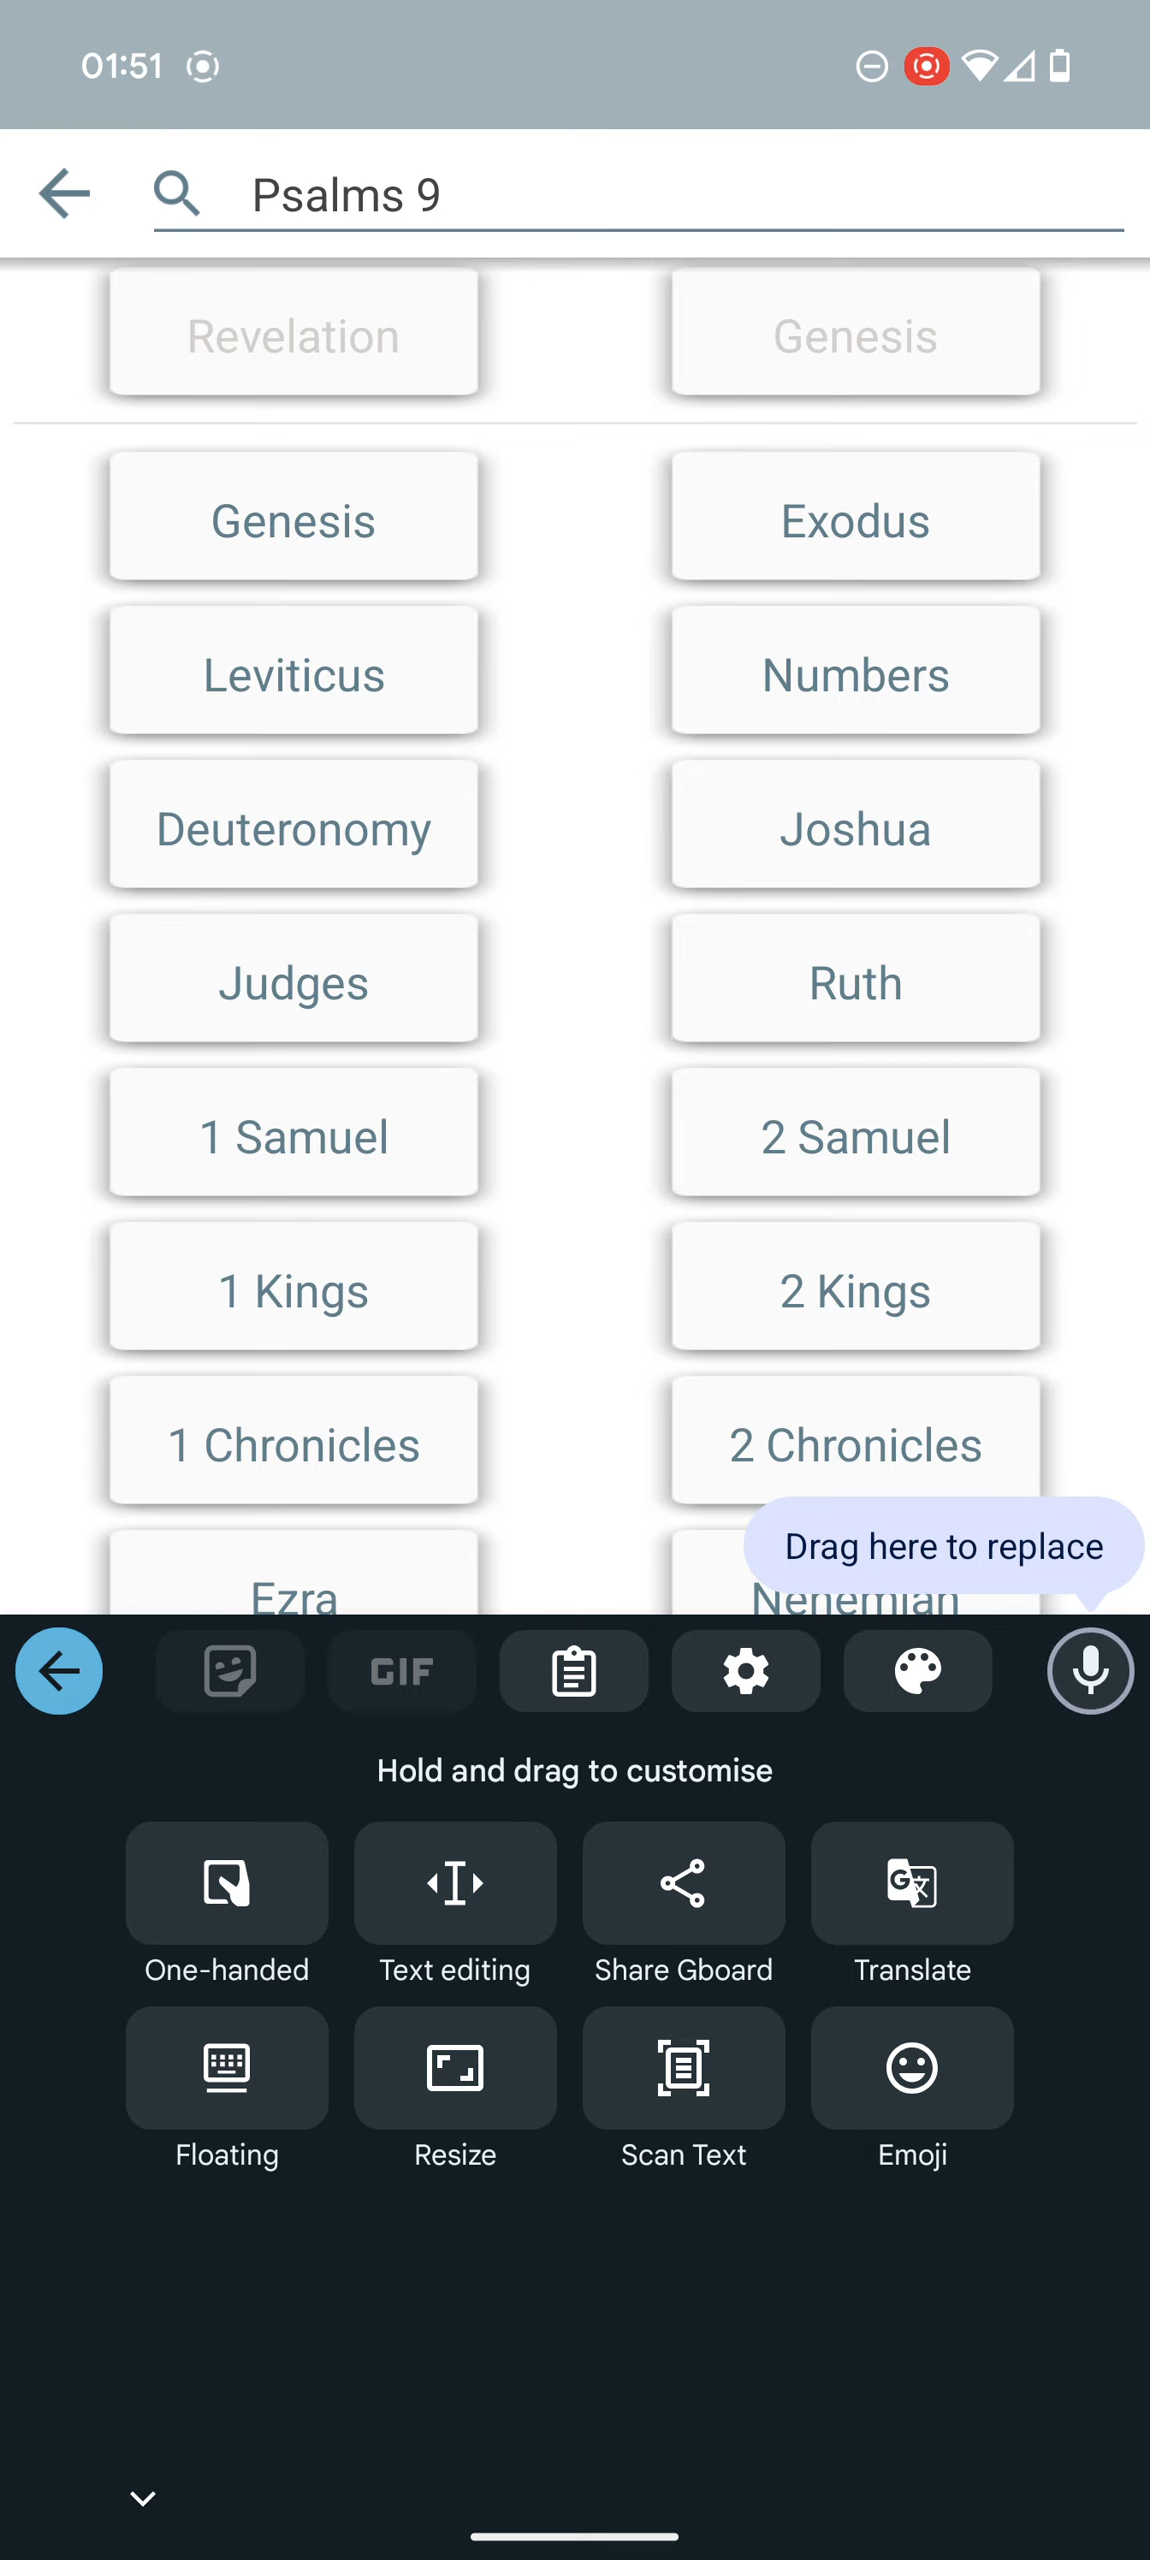 01:51
Psalms 9
Revelation Genesis
Genesis Exodus
Leviticus Numbers
Deuteronomy Joshua
Judges Ruth
1 Samuel 2 Samuel
1 Kings 2 Kings
1 Chronicles 2 Chronicles
Drag here to replace
Ezra Nehemiah
GIF
Hold and drag to customise
One-handed Text editing Share Gboard Translate
Floating Resize Scan Text Emoji